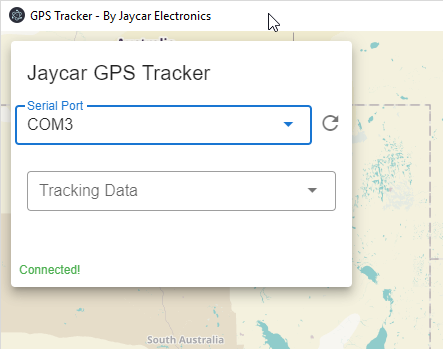 GPS Tracker - By Jaycar Electronics
Australia
Jaycar GPS Tracker
Serial Port
COM3
Tracking Data
Connected!
South Australia